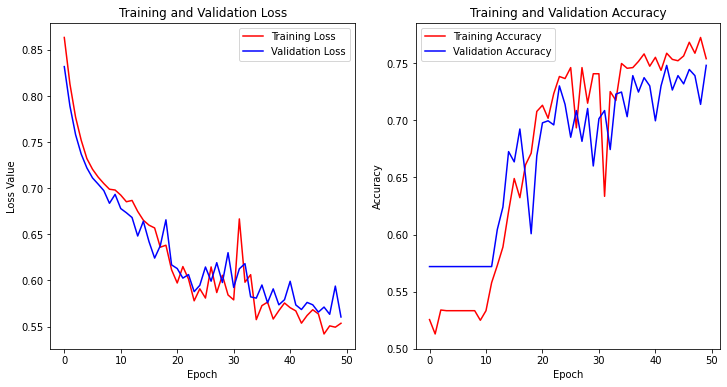 Training and Validation Loss
Training Loss
Validation Loss
0.85
0.80
0.75
0.70
0.65
0.60
0.55
Loss Value
0 10 20 30 40 50
Epoch
Training and Validation Accuracy
Training Accuracy
Validation Accuracy
0.75
0.70
0.65
0.60
0.55
0.50
Accuracy
0 10 20 30 40 50
Epoch